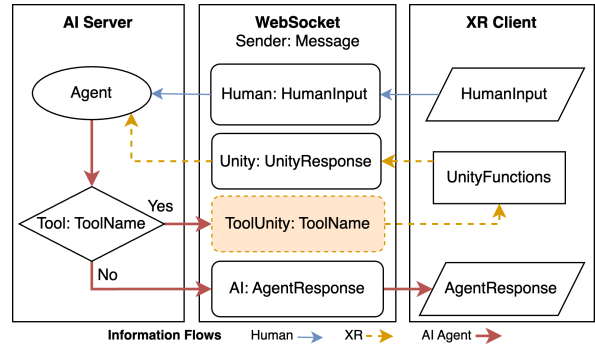 AI Server
WebSocket
Sender: Message
XR Client
Agent
Human: HumanInput
HumanInput
Unity: UnityResponse
UnityFunctions
Tool: ToolName
Yes
ToolUnity: ToolName
No
AI: AgentResponse
AgentResponse
Information Flows Human XR AI Agent